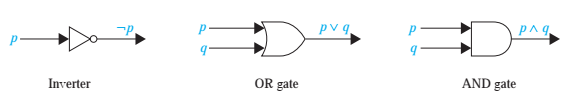 p
¬p
Inverter
p
q
p ∨ q
OR gate
p
q
p ∧ q
AND gate